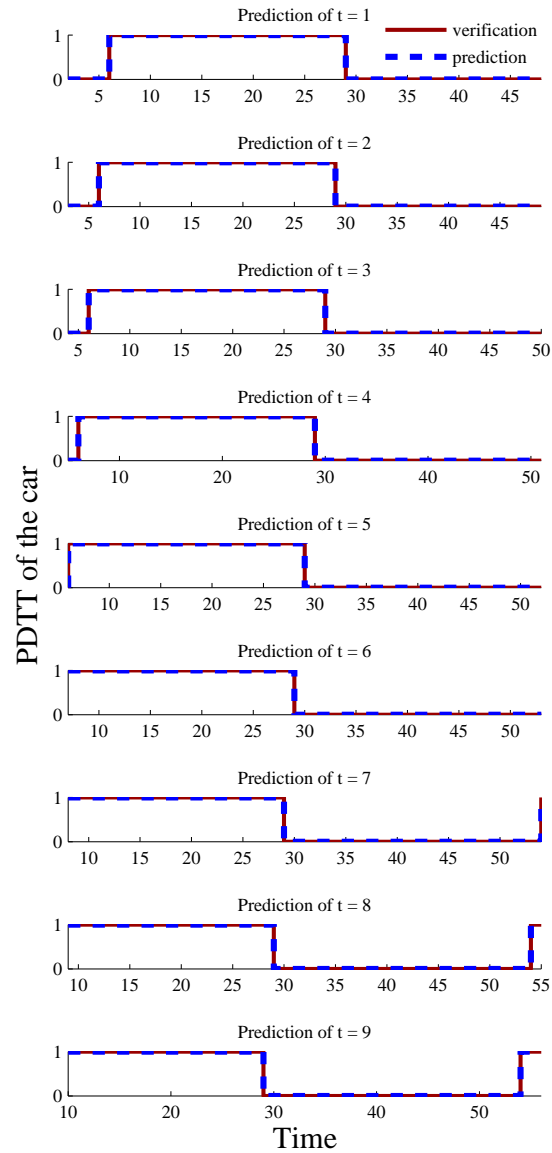 Prediction of t = 1
verification
prediction
1
0
5 10 15 20 25 30 35 40 45
Prediction of t = 2
1
0
5 10 15 20 25 30 35 40 45
Prediction of t = 3
1
0
5 10 15 20 25 30 35 40 45 50
Prediction of t = 4
1
0
10 20 30 40 50
Prediction of t = 5
1
0
10 15 20 25 30 35 40 45 50
Prediction of t = 6
1
0
10 15 20 25 30 35 40 45 50
Prediction of t = 7
1
0
10 15 20 25 30 35 40 45 50
Prediction of t = 8
1
0
10 15 20 25 30 35 40 45 50 55
Prediction of t = 9
1
0
10 20 30 40 50
Time
PDTT of the car